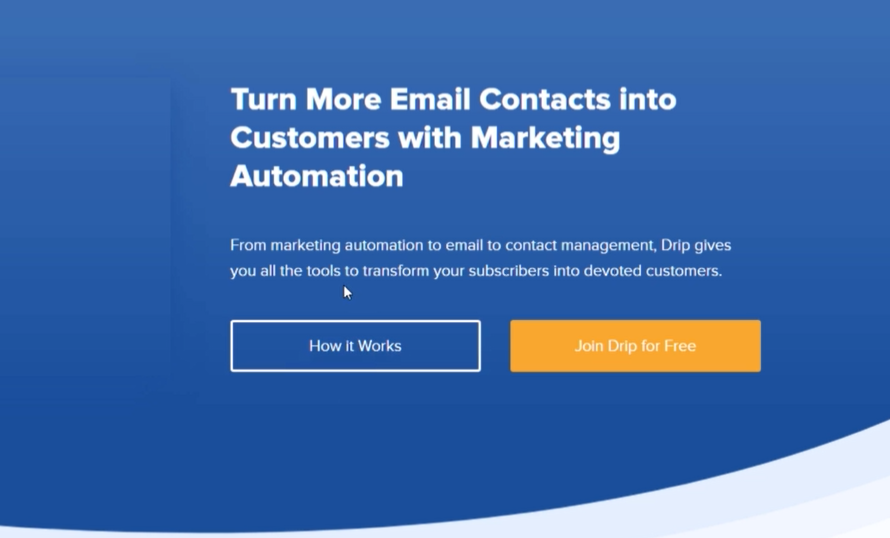 Turn More Email Contacts into
Customers with Marketing
Automation
From marketing automation to email to contact management, Drip gives
you all the tools to transform your subscribers into devoted customers.
How it Works
Join Drip for Free